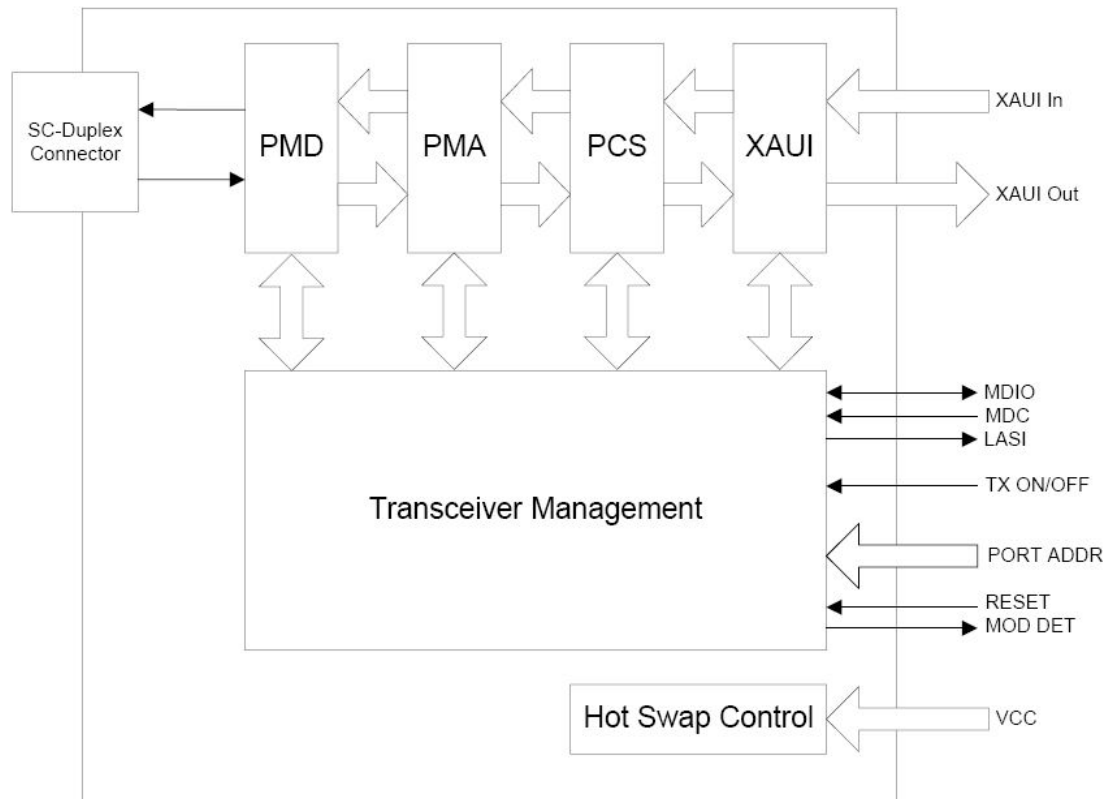 SC-Duplex
Connector
PMD
PMA
PCS
XAUI
XAUI In
XAUI Out
Transceiver Management
MDIO
MDC
LASI
TX ON/OFF
PORT ADDR
RESET
MOD DET
Hot Swap Control
VCC